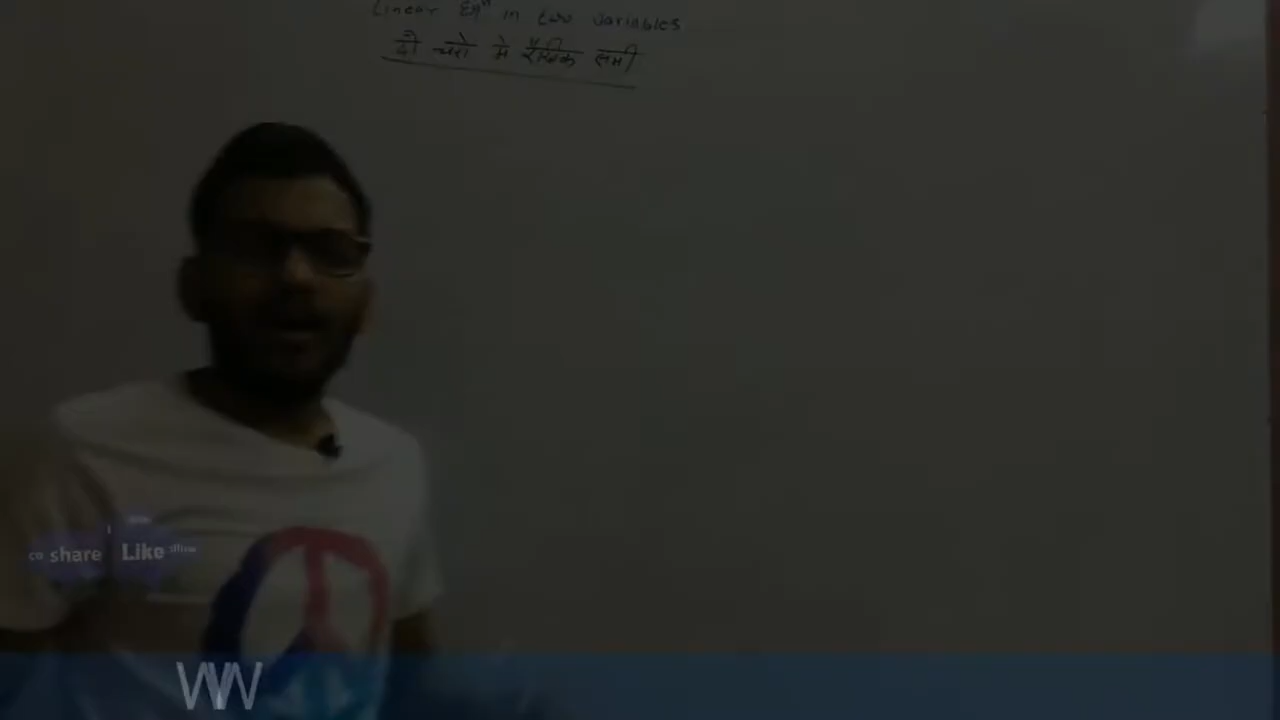 Linear Eqⁿ in two variables
दो चरो मे रैखिक समी
share Like